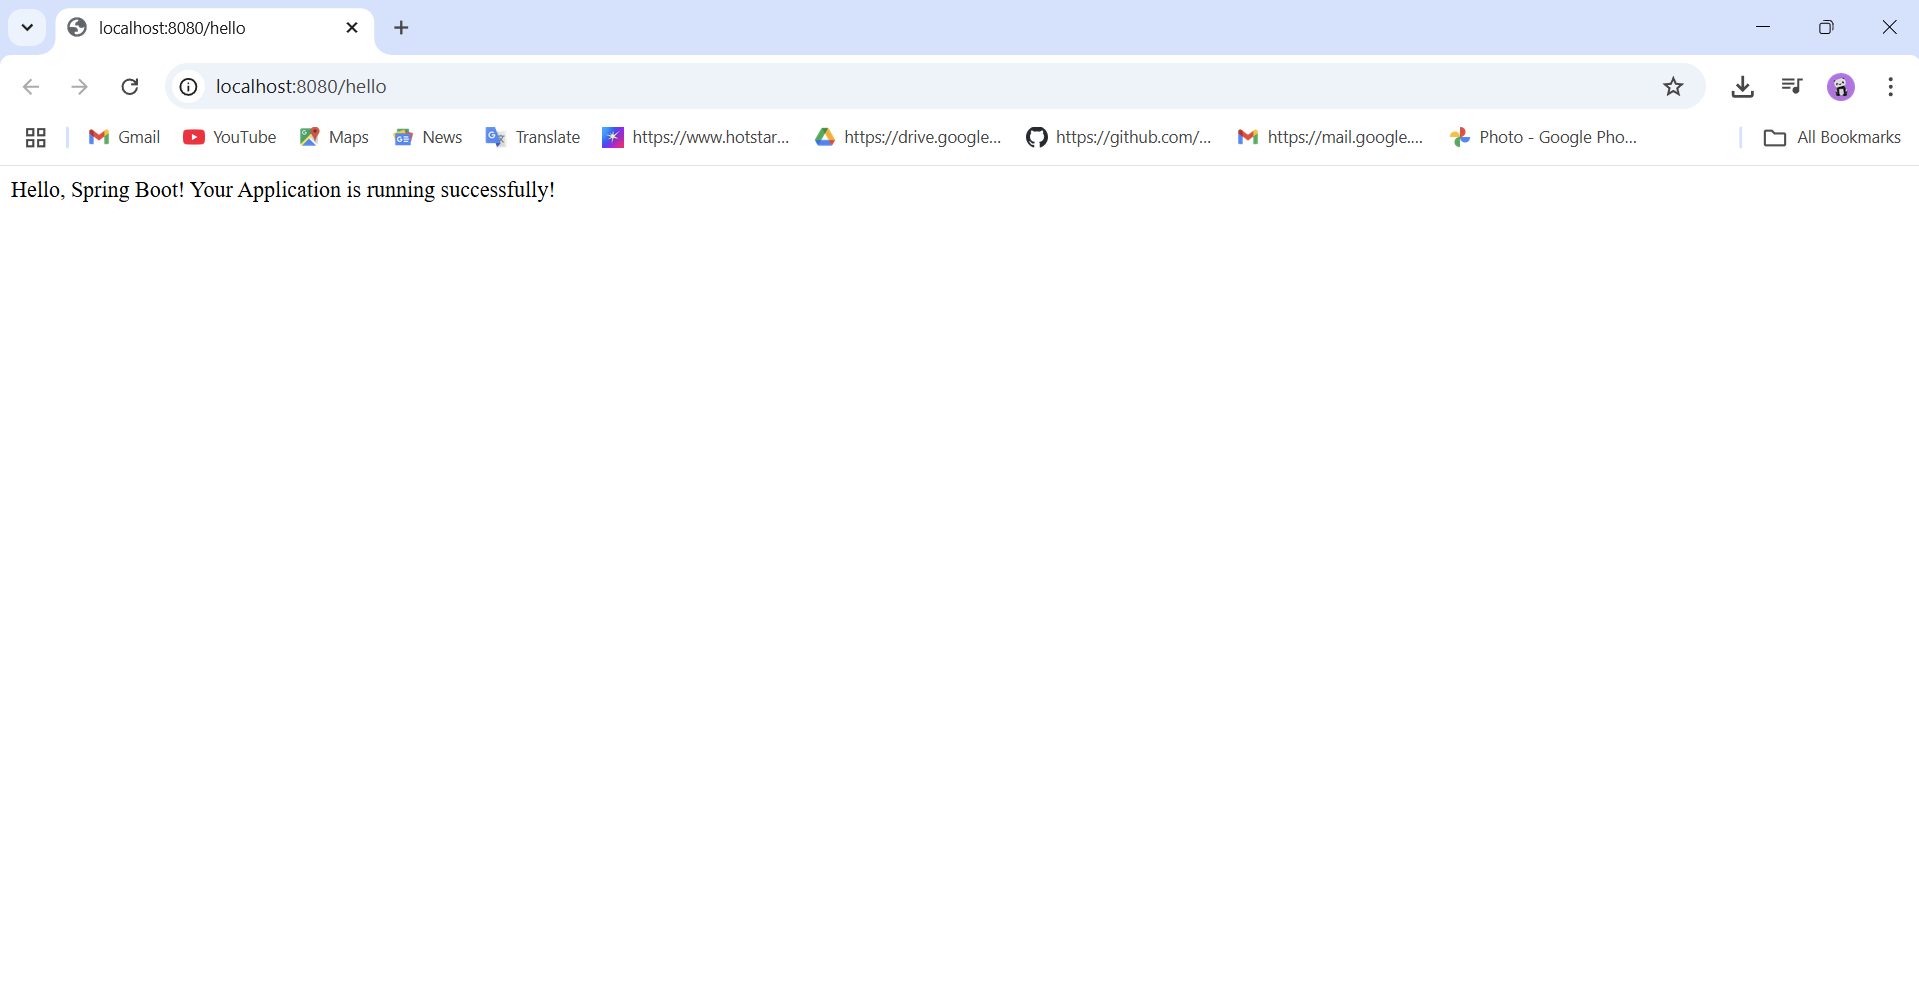 localhost:8080/hello
localhost:8080/hello
Gmail YouTube Maps News Translate https://www.hotstar... https://drive.google... https://github.com/... https://mail.google.... Photo - Google Pho... All Bookmarks
Hello, Spring Boot! Your Application is running successfully!